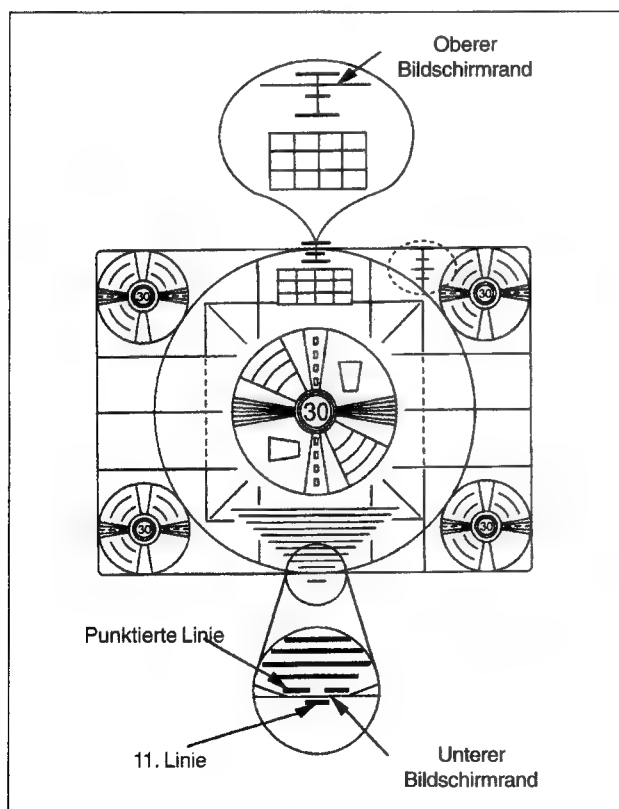 Oberer
Bildschirmrand
30
30
30
30
30
Punktierte Linie
11. Linie
Unterer
Bildschirmrand